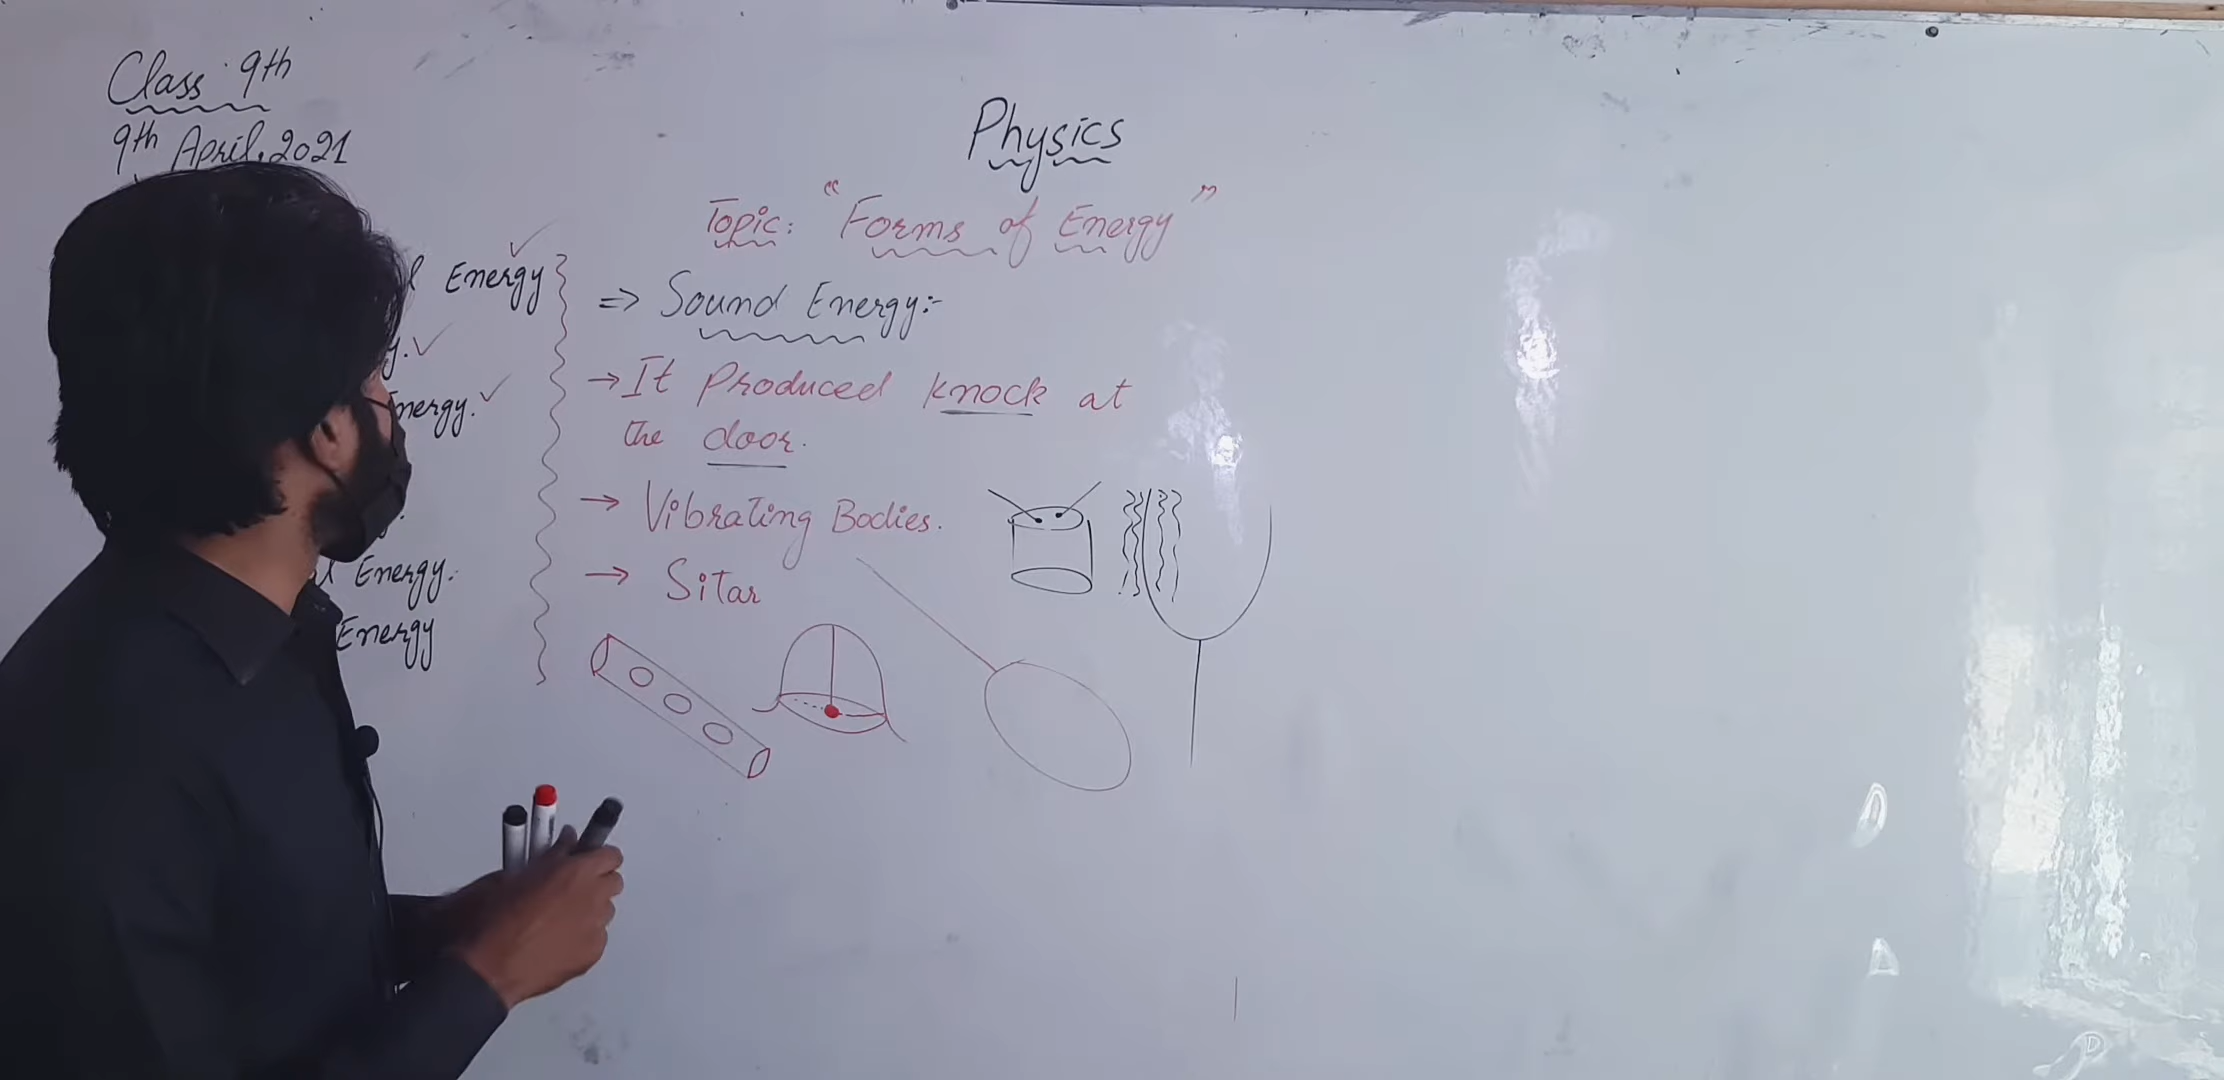 Class 9th
9th April, 2021
Physics
Topic: "Forms of Energy"
Energy
Energy.
Energy.
Energy
=> Sound Energy:-
→ It Produced knock at
the door.
→ Vibrating Bodies.
→ Sitar